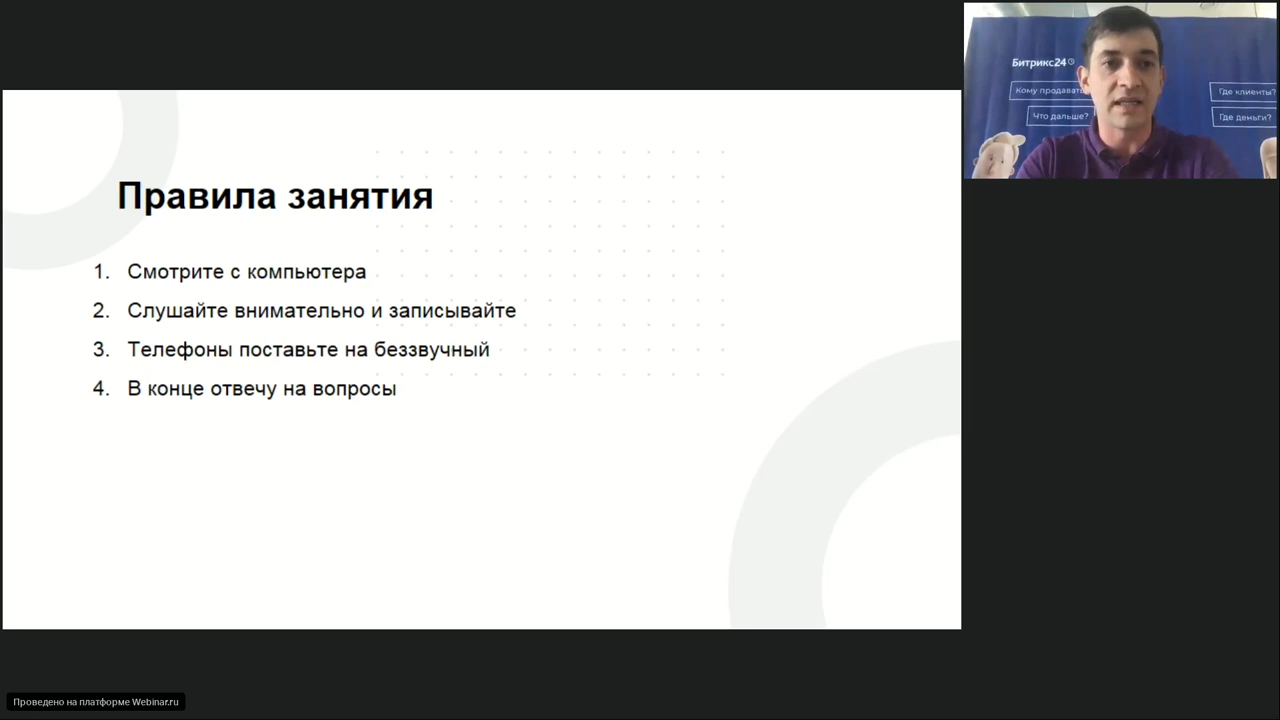 Правила занятия
1. Смотрите с компьютера
2. Слушайте внимательно и записывайте
3. Телефоны поставьте на беззвучный
4. В конце отвечу на вопросы
Битрикс24
Кому продавать
Что дальше?
Где клиенты?
Где деньги?
Проведено на платформе Webinar.ru